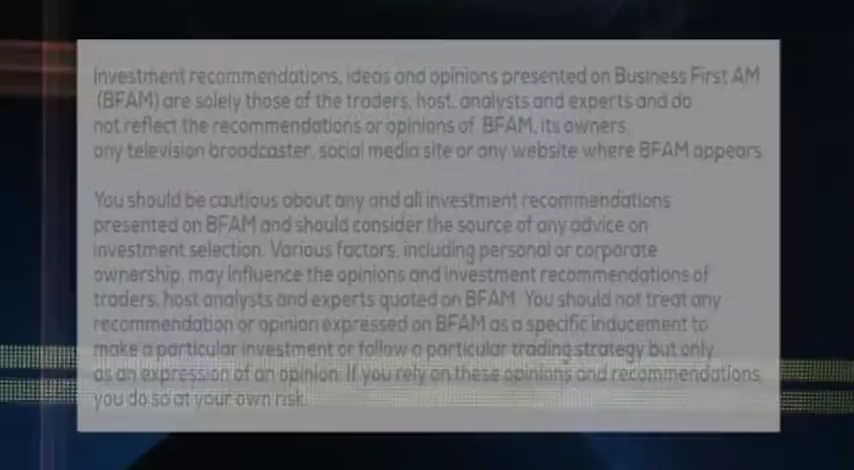 Investment recommendations, ideas and opinions presented on Business First AM
(BFAM) are solely those of the traders, host, analysts and experts and do
not reflect the recommendations or opinions of BFAM, its owners,
any television broadcaster, social media site or any website where BFAM appears
You should be cautious about any and all investment recommendations
presented on BFAM and should consider the source of any advice on
investment selection. Various factors, including personal or corporate
ownership, may influence the opinions and investment recommendations of
traders, host analysts and experts quoted on BFAM. You should not treat any
recommendation or opinion expressed on BFAM as a specific inducement to
make a particular investment or follow a particular trading strategy but only
as an expression of an opinion. If you rely on these opinions and recommendations,
you do so at your own risk.